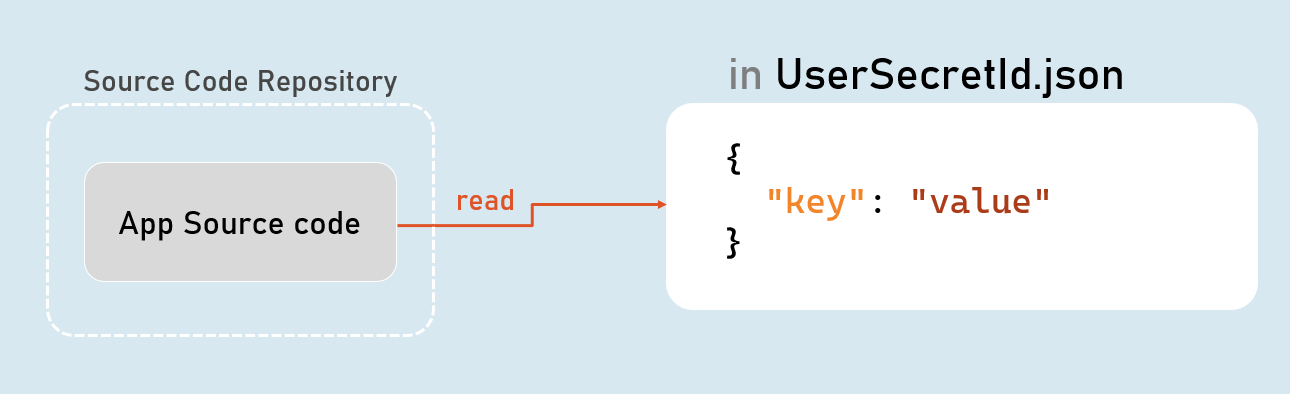 Source Code Repository
App Source code
read
in UserSecretId.json
{
"key": "value"
}